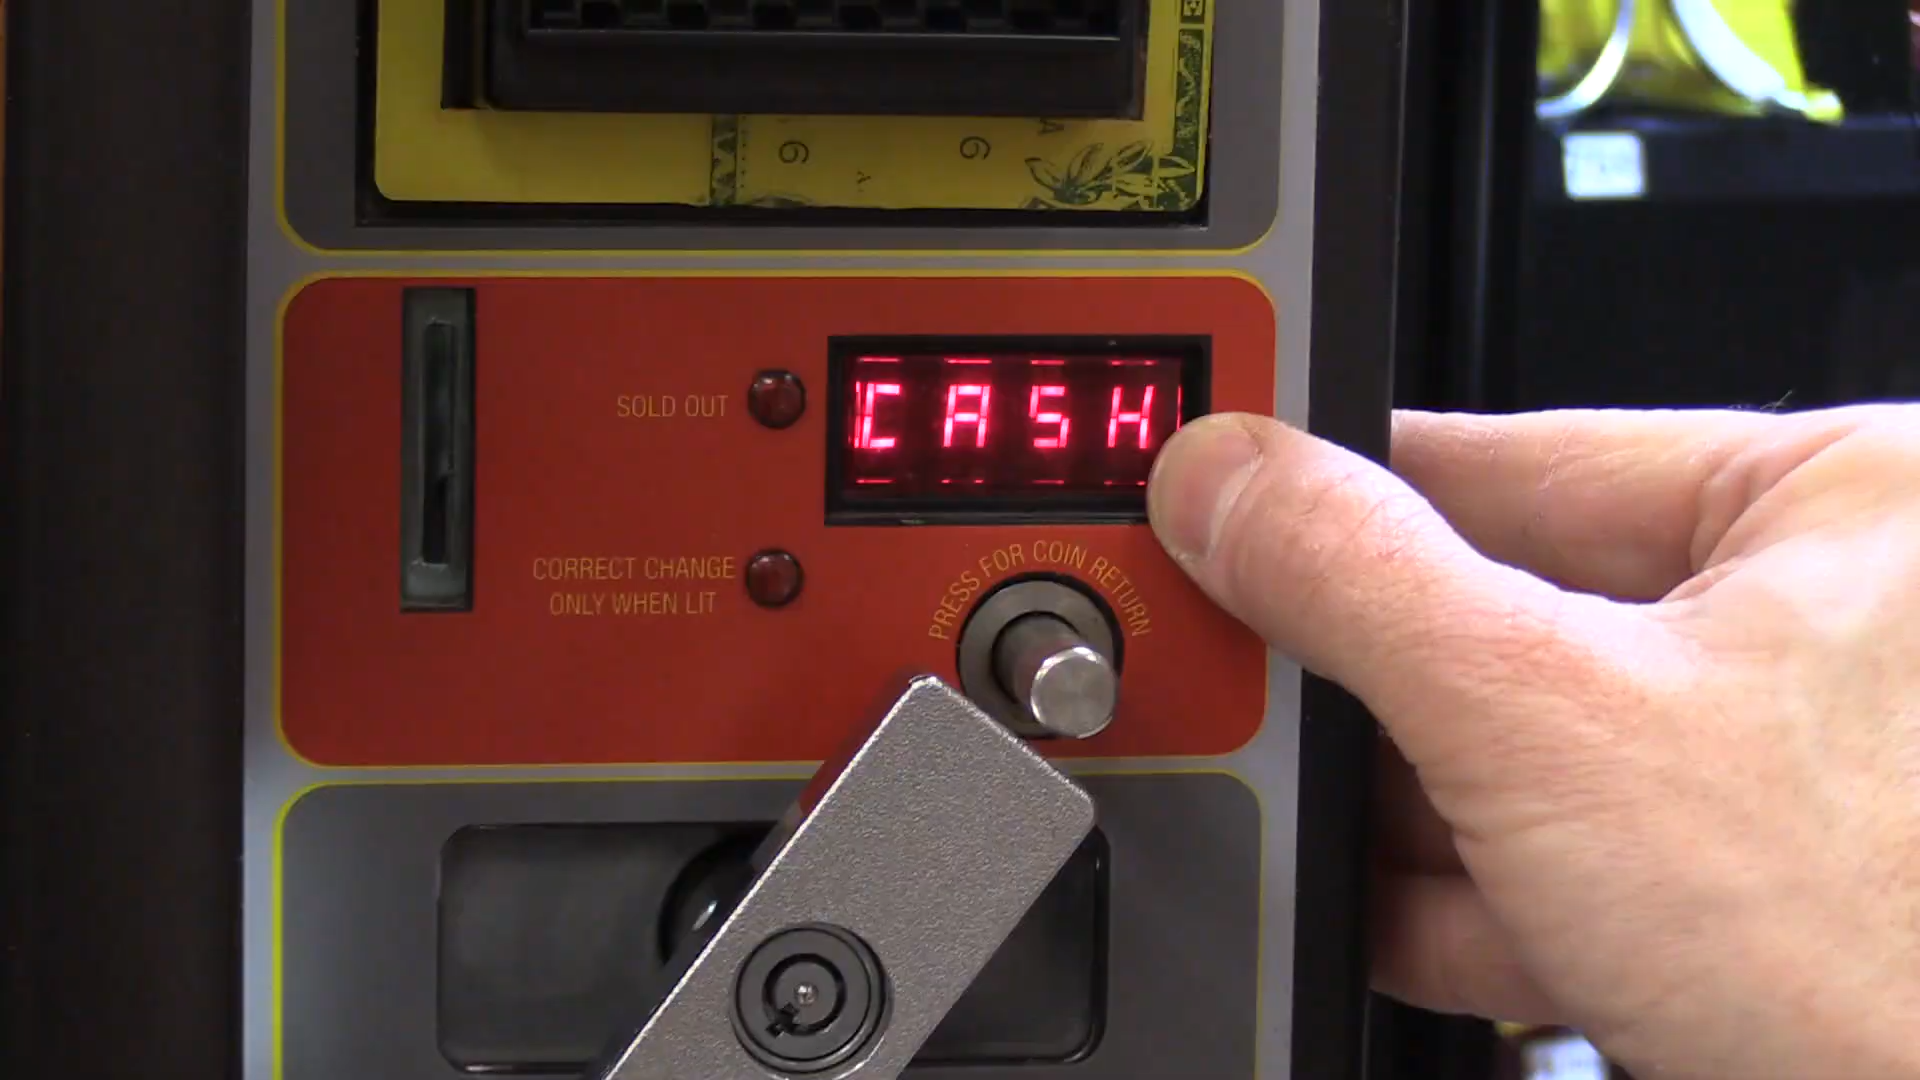 SOLD OUT
CASH
CORRECT CHANGE
ONLY WHEN LIT
PRESS FOR COIN RETURN